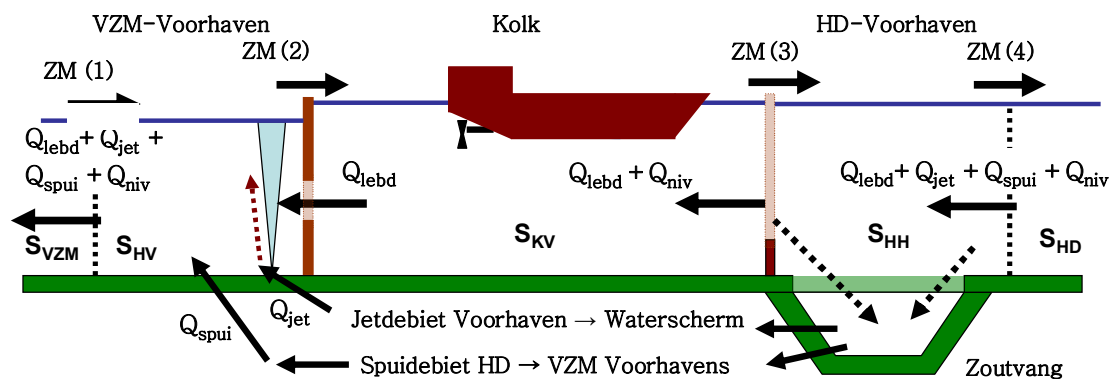 VZM-Voorhaven
Kolk
HD-Voorhaven
ZM (1)
ZM (2)
ZM (3)
ZM (4)
Qlebd+ Qjet +
Qspui + Qniv
Qlebd
Qlebd + Qniv
Qlebd+ Qjet + Qspui + Qniv
SVZM
SHV
SKV
SHH
SHD
Qjet
Jetdebiet Voorhaven → Waterscherm
Qspui
Spuidebiet HD → VZM Voorhavens
Zoutvang